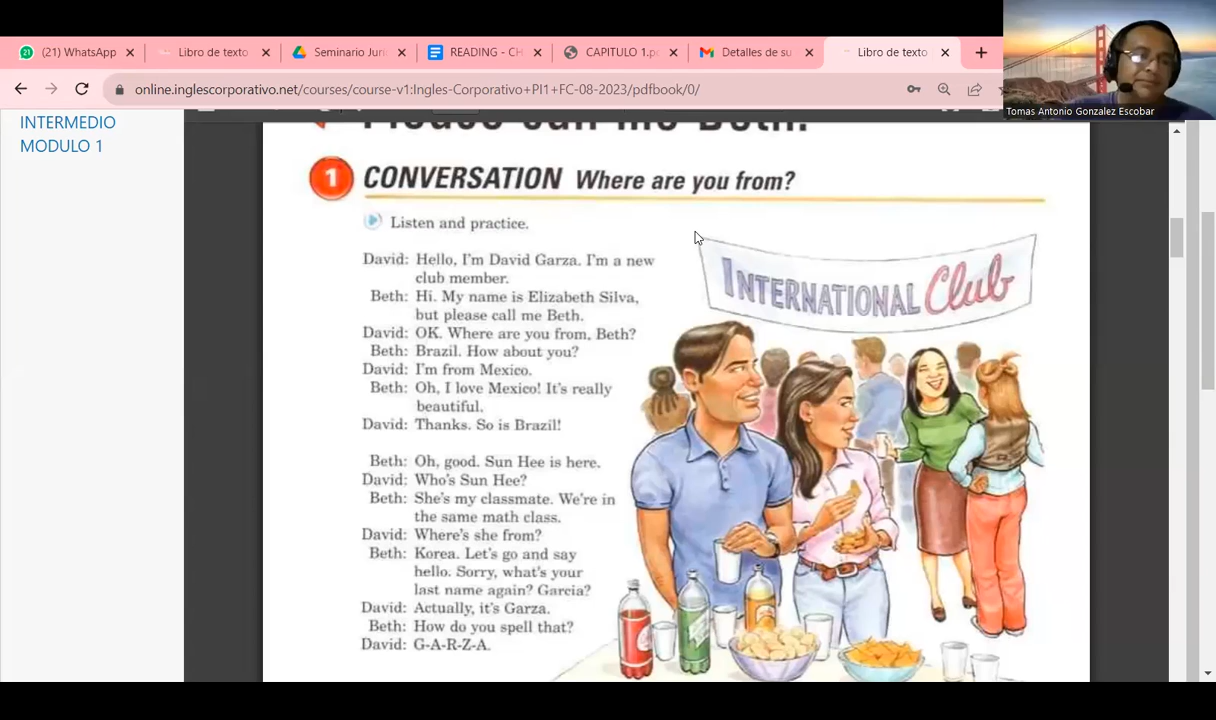 (21) WhatsApp
Libro de texto
Seminario Juri
READING - CH
CAPITULO 1.p
Detalles de su
Libro de texto
online.inglescorporativo.net/courses/course-v1:Ingles-Corporativo+PI1+FC-08-2023/pdfbook/0/
Tomas Antonio Gonzalez Escobar
INTERMEDIO
MODULO 1
Please call me Beth.
1 CONVERSATION Where are you from?
Listen and practice.
David: Hello, I'm David Garza. I'm a new
club member.
Beth: Hi. My name is Elizabeth Silva,
but please call me Beth.
David: OK. Where are you from, Beth?
Beth: Brazil. How about you?
David: I'm from Mexico.
Beth: Oh, I love Mexico! It's really
beautiful.
David: Thanks. So is Brazil!
Beth: Oh, good. Sun Hee is here.
David: Who's Sun Hee?
Beth: She's my classmate. We're in
the same math class.
David: Where's she from?
Beth: Korea. Let's go and say
hello. Sorry, what's your
last name again? Garcia?
David: Actually, it's Garza.
Beth: How do you spell that?
David: G-A-R-Z-A.
INTERNATIONAL Club